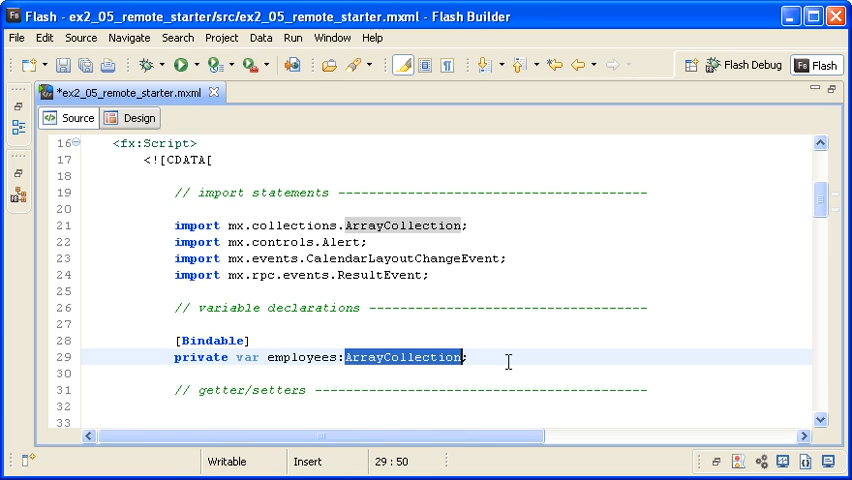 Flash - ex2_05_remote_starter/src/ex2_05_remote_starter.mxml - Flash Builder
File Edit Source Navigate Search Project Data Run Window Help
Flash Debug Flash
*ex2_05_remote_starter.mxml
Source Design
16 <fx:Script>
17 <![CDATA[
18
19 // import statements ----------------------------------------
20
21 import mx.collections.ArrayCollection;
22 import mx.controls.Alert;
23 import mx.events.CalendarLayoutChangeEvent;
24 import mx.rpc.events.ResultEvent;
25
26 // variable declarations ------------------------------------
27
28 [Bindable]
29 private var employees:ArrayCollection;
30
31 // getter/setters -------------------------------------------
32
33
Writable Insert 29 : 50